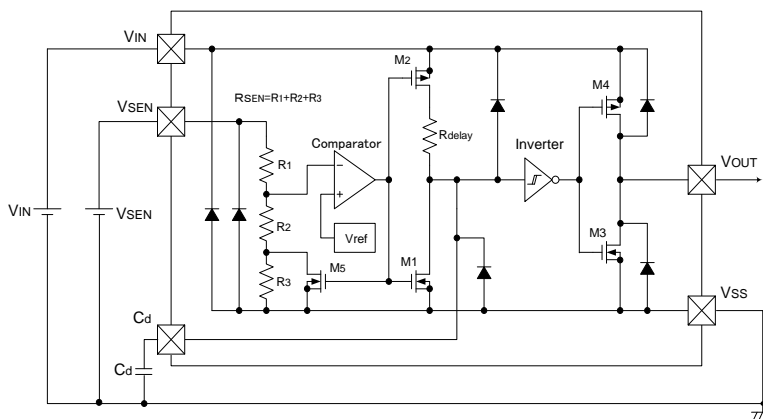 VIN
M2
M4
RSEN=R1+R2+R3
VSEN
Comparator
Rdelay
Inverter
R1
−
+
VOUT
VIN
VSEN
R2
Vref
M3
M5
M1
R3
VSS
Cd
Cd